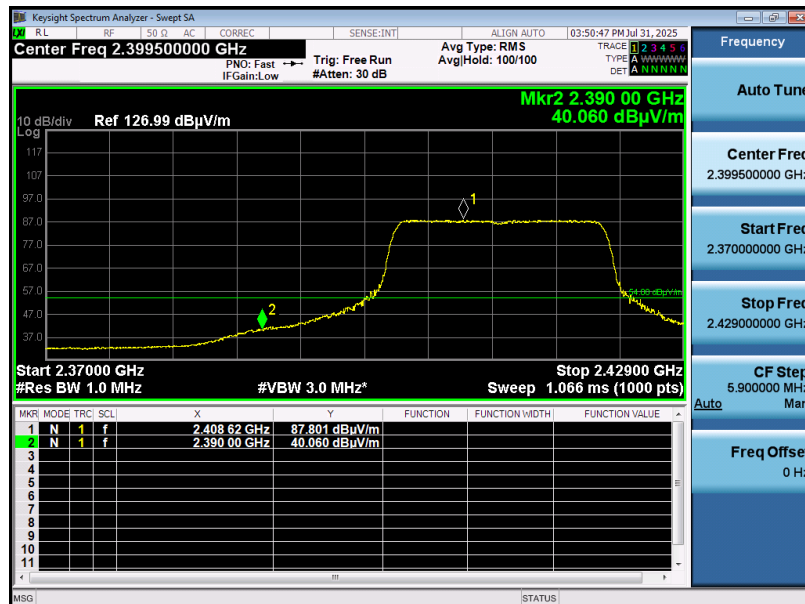 Keysight Spectrum Analyzer - Swept SA
RL RF 50 Ω AC CORREC SENSE:INT ALIGN AUTO 03:50:47 PM Jul 31, 2025
Center Freq 2.399500000 GHz
PNO: Fast
IFGain:Low
Trig: Free Run
#Atten: 30 dB
Avg Type: RMS
Avg|Hold: 100/100
TRACE 1 2 3 4 5 6
TYPE A WWWWW
DET A N N N N N
Mkr2 2.390 00 GHz
40.060 dBµV/m
10 dB/div Ref 126.99 dBµV/m
Log
117
107
97.0
87.0
77.0
67.0
57.0
47.0
37.0
1
2
54.00 dBµV/m
Start 2.37000 GHz Stop 2.42900 GHz
#Res BW 1.0 MHz #VBW 3.0 MHz* Sweep 1.066 ms (1000 pts)
MKR MODE TRC SCL X Y FUNCTION FUNCTION WIDTH FUNCTION VALUE
1 N 1 f 2.408 62 GHz 87.801 dBµV/m
2 N 1 f 2.390 00 GHz 40.060 dBµV/m
3
4
5
6
7
8
9
10
11
MSG STATUS
Frequency
Auto Tune
Center Freq
2.399500000 GHz
Start Freq
2.370000000 GHz
Stop Freq
2.429000000 GHz
CF Step
5.900000 MHz
Auto Man
Freq Offset
0 Hz